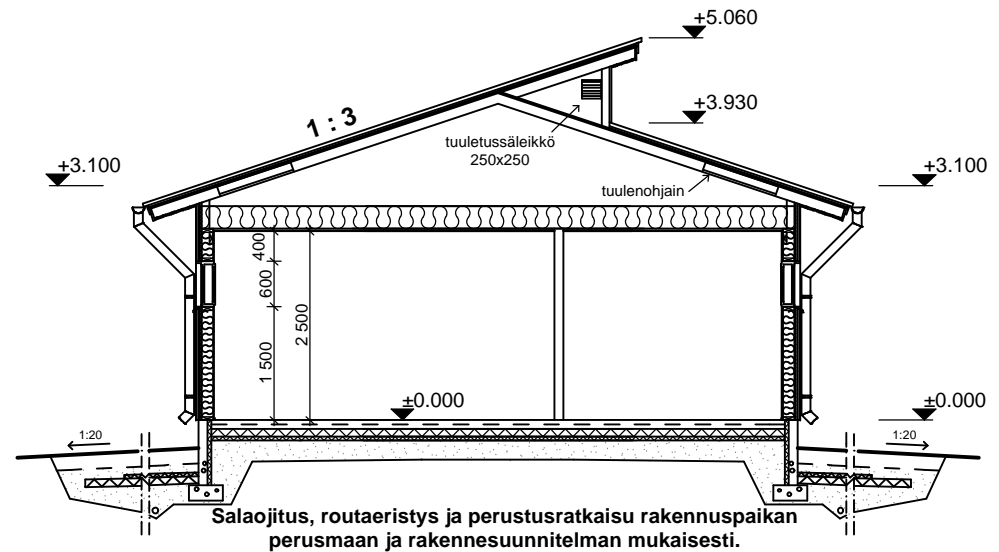 +5.060
1 : 3
+3.930
tuuletussäleikkö
250x250
+3.100
tuulenohjain
+3.100
400
600
1 500
2 500
±0.000
±0.000
1:20
1:20
Salaojitus, routaeristys ja perustusratkaisu rakennuspaikan
perusmaan ja rakennesuunnitelman mukaisesti.